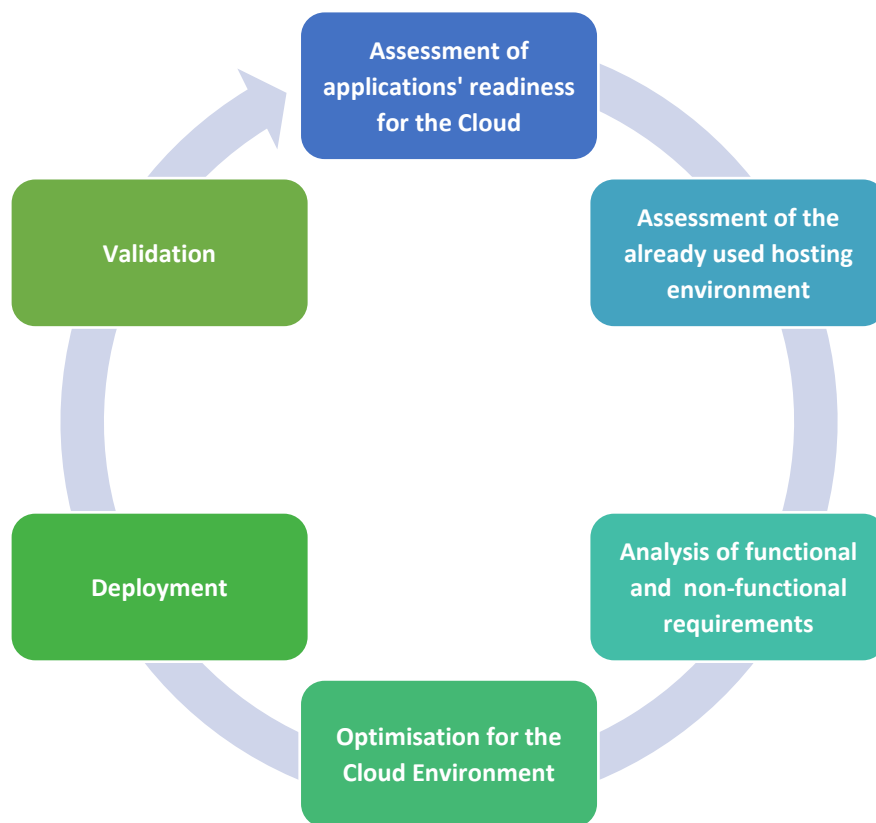 Assessment of
applications' readiness
for the Cloud
Assessment of the
already used hosting
environment
Analysis of functional
and  non-functional
requirements
Optimisation for the
Cloud Environment
Deployment
Validation